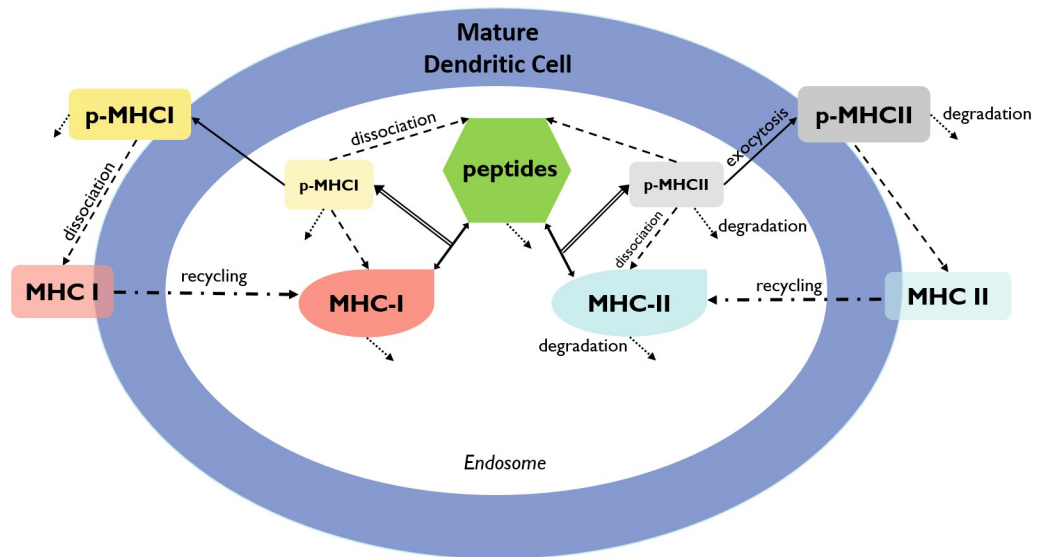 Mature
Dendritic Cell
p-MHCI
p-MHCII
degradation
dissociation
exocytosis
peptides
p-MHCI
p-MHCII
dissociation
degradation
dissociation
MHC I
recycling
MHC-I
MHC-II
recycling
MHC II
degradation
Endosome